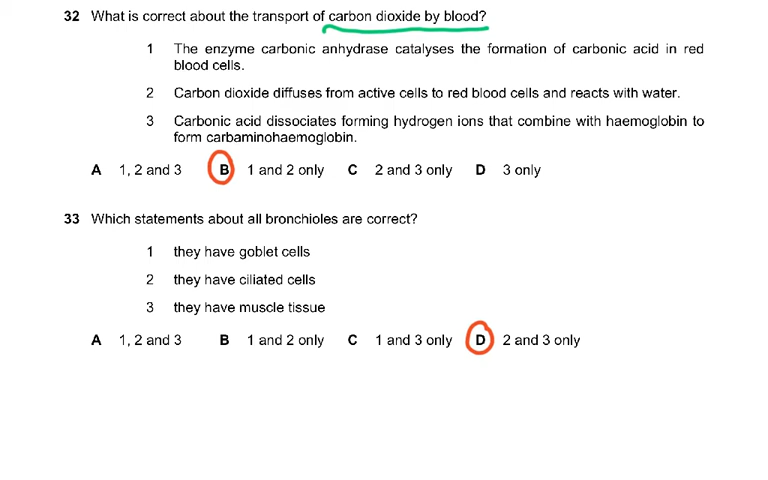 32 What is correct about the transport of carbon dioxide by blood?
1 The enzyme carbonic anhydrase catalyses the formation of carbonic acid in red
blood cells.
2 Carbon dioxide diffuses from active cells to red blood cells and reacts with water.
3 Carbonic acid dissociates forming hydrogen ions that combine with haemoglobin to
form carbaminohaemoglobin.
A 1, 2 and 3 B 1 and 2 only C 2 and 3 only D 3 only
33 Which statements about all bronchioles are correct?
1 they have goblet cells
2 they have ciliated cells
3 they have muscle tissue
A 1, 2 and 3 B 1 and 2 only C 1 and 3 only D 2 and 3 only